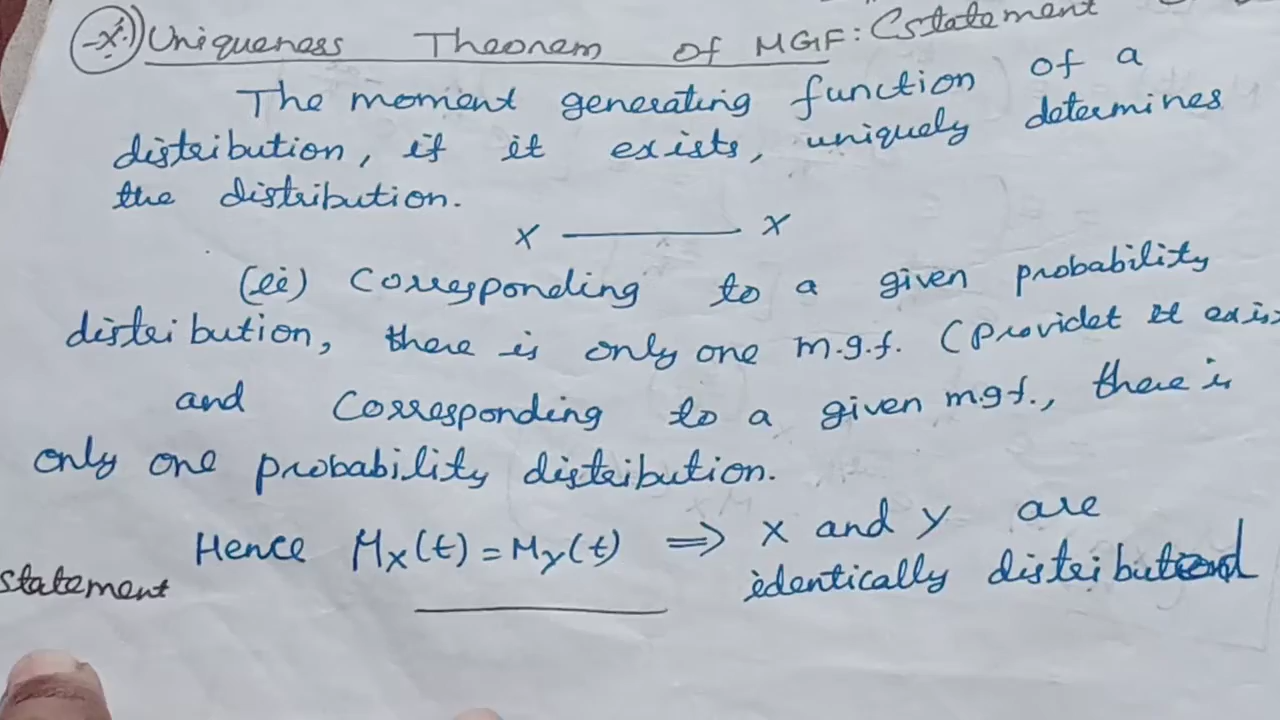 Uniqueness Theorem of MGF: (Statement
The moment generating function of a
distribution, if it exists, uniquely determines
the distribution.
x ——— x
(ii) Corresponding to a given probability
distribution, there is only one m.g.f. (Providet it exis
and Corresponding to a given m.g.f., there is
only one probability distribution.
Hence Mx(t) = My(t) ⇒ X and Y are
identically distributed
statement